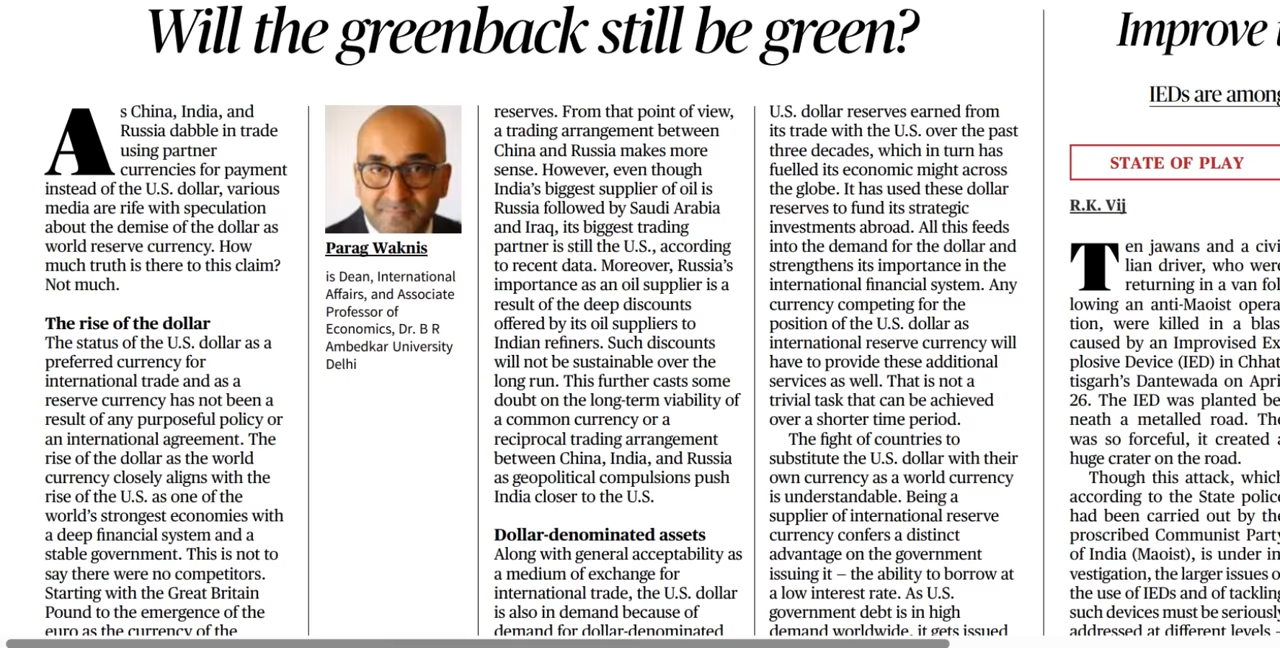 Will the greenback still be green?
As China, India, and
Russia dabble in trade
using partner
currencies for payment
instead of the U.S. dollar, various
media are rife with speculation
about the demise of the dollar as
world reserve currency. How
much truth is there to this claim?
Not much.
The rise of the dollar
The status of the U.S. dollar as a
preferred currency for
international trade and as a
reserve currency has not been a
result of any purposeful policy or
an international agreement. The
rise of the dollar as the world
currency closely aligns with the
rise of the U.S. as one of the
world’s strongest economies with
a deep financial system and a
stable government. This is not to
say there were no competitors.
Starting with the Great Britain
Pound to the emergence of the
euro as the currency of the
Parag Waknis
is Dean, International
Affairs, and Associate
Professor of
Economics, Dr. B R
Ambedkar University
Delhi
reserves. From that point of view,
a trading arrangement between
China and Russia makes more
sense. However, even though
India’s biggest supplier of oil is
Russia followed by Saudi Arabia
and Iraq, its biggest trading
partner is still the U.S., according
to recent data. Moreover, Russia’s
importance as an oil supplier is a
result of the deep discounts
offered by its oil suppliers to
Indian refiners. Such discounts
will not be sustainable over the
long run. This further casts some
doubt on the long-term viability of
a common currency or a
reciprocal trading arrangement
between China, India, and Russia
as geopolitical compulsions push
India closer to the U.S.
Dollar-denominated assets
Along with general acceptability as
a medium of exchange for
international trade, the U.S. dollar
is also in demand because of
demand for dollar-denominated
U.S. dollar reserves earned from
its trade with the U.S. over the past
three decades, which in turn has
fuelled its economic might across
the globe. It has used these dollar
reserves to fund its strategic
investments abroad. All this feeds
into the demand for the dollar and
strengthens its importance in the
international financial system. Any
currency competing for the
position of the U.S. dollar as
international reserve currency will
have to provide these additional
services as well. That is not a
trivial task that can be achieved
over a shorter time period.
The fight of countries to
substitute the U.S. dollar with their
own currency as a world currency
is understandable. Being a
supplier of international reserve
currency confers a distinct
advantage on the government
issuing it – the ability to borrow at
a low interest rate. As U.S.
government debt is in high
demand worldwide, it gets issued
Improve
IEDs are among
STATE OF PLAY
R.K. Vij
Ten jawans and a civi
lian driver, who were
returning in a van fol
lowing an anti-Maoist opera
tion, were killed in a blas
caused by an Improvised Ex
plosive Device (IED) in Chhat
tisgarh’s Dantewada on Apri
26. The IED was planted be
neath a metalled road. The
was so forceful, it created a
huge crater on the road.
Though this attack, which
according to the State police
had been carried out by the
proscribed Communist Party
of India (Maoist), is under in
vestigation, the larger issues o
the use of IEDs and of tackling
such devices must be seriously
addressed at different levels -